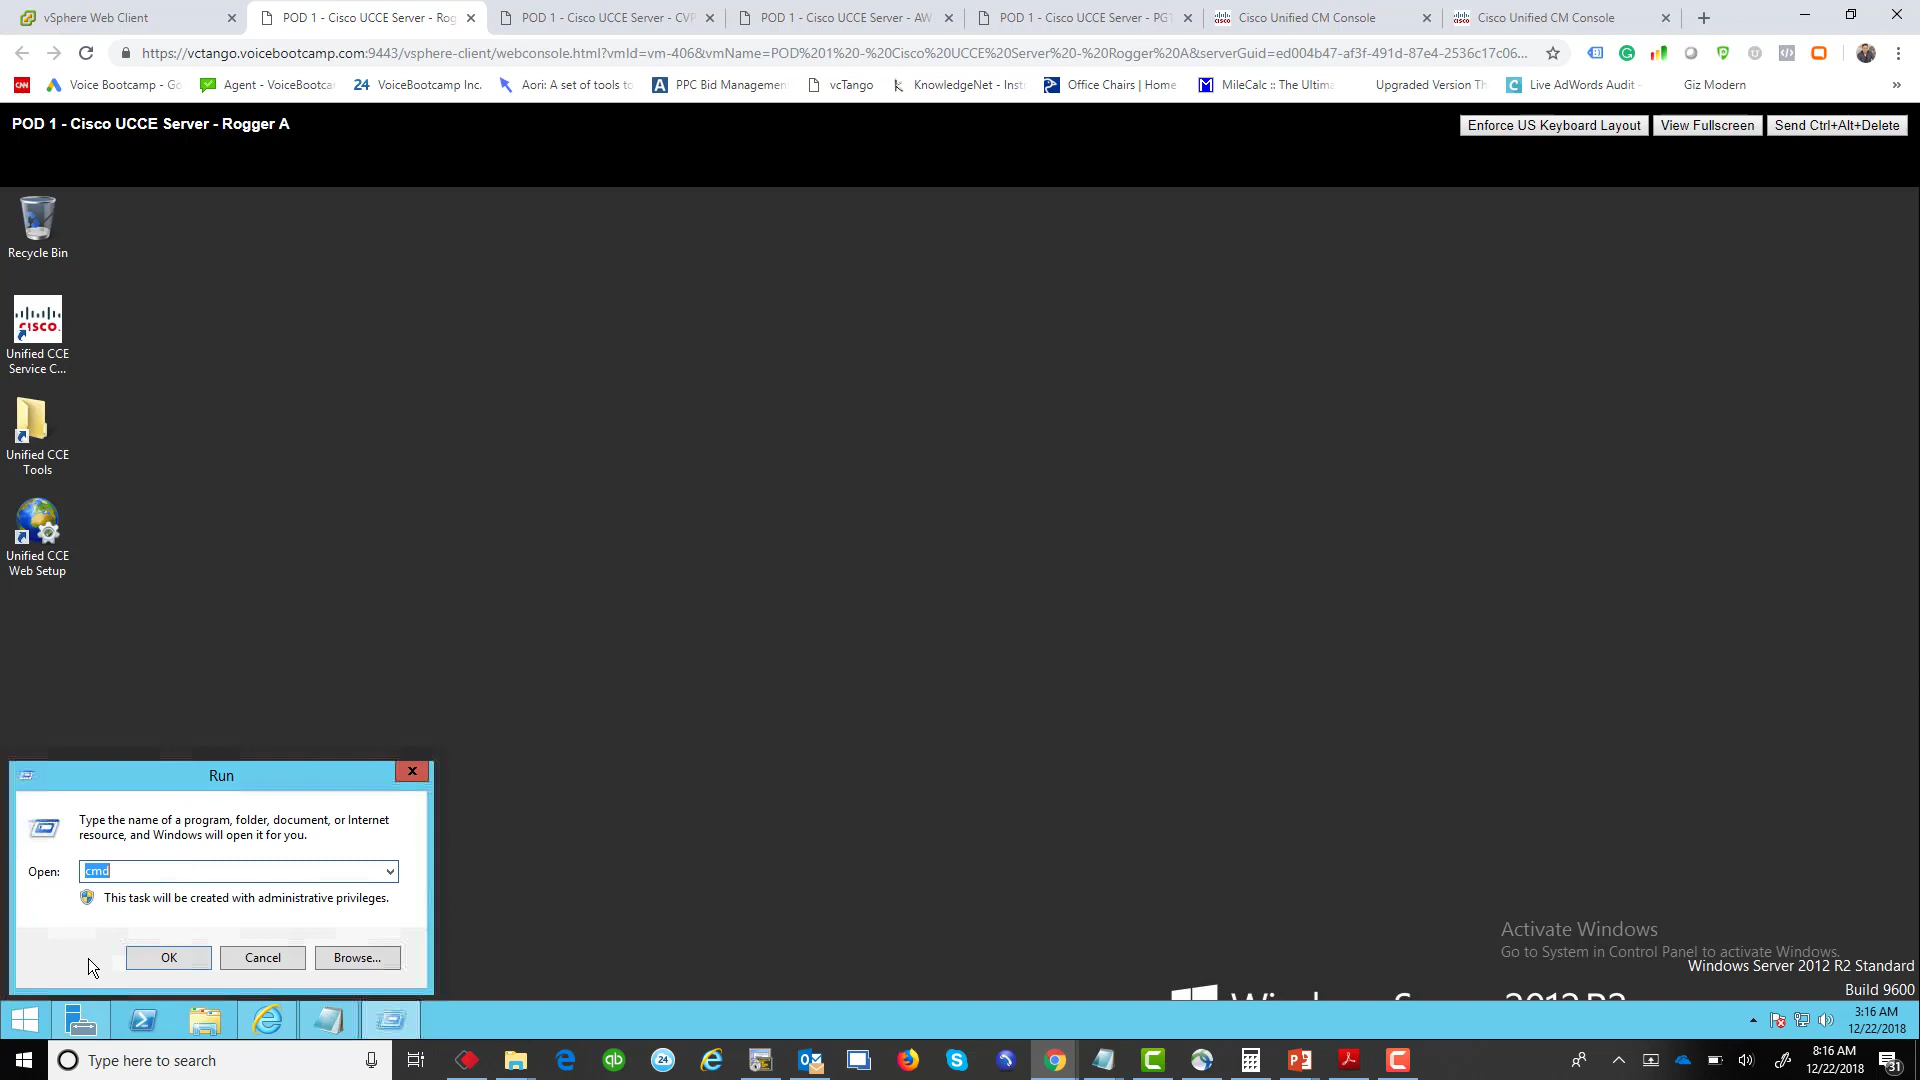 vSphere Web Client
POD 1 - Cisco UCCE Server - Rog
POD 1 - Cisco UCCE Server - CVP
POD 1 - Cisco UCCE Server - AW
POD 1 - Cisco UCCE Server - PG1
Cisco Unified CM Console
Cisco Unified CM Console
https://vctango.voicebootcamp.com:9443/vsphere-client/webconsole.html?vmId=vm-406&vmName=POD%201%20-%20Cisco%20UCCE%20Server%20-%20Rogger%20A&serverGuid=ed004b47-af3f-491d-87e4-2536c17c06...
CNN
Voice Bootcamp - Go
Agent - VoiceBootca
24 VoiceBootcamp Inc.
Aori: A set of tools to
PPC Bid Managemen
vcTango
KnowledgeNet - Inst
Office Chairs | Home
MileCalc :: The Ultima
Upgraded Version Th
Live AdWords Audit -
Giz Modern
»
POD 1 - Cisco UCCE Server - Rogger A
Enforce US Keyboard Layout
View Fullscreen
Send Ctrl+Alt+Delete
Recycle Bin
CISCO
Unified CCE
Service C...
Unified CCE
Tools
Unified CCE
Web Setup
Run
Type the name of a program, folder, document, or Internet
resource, and Windows will open it for you.
Open:
cmd
This task will be created with administrative privileges.
OK
Cancel
Browse...
Activate Windows
Go to System in Control Panel to activate Windows.
Windows Server 2012 R2 Standard
Build 9600
3:16 AM
12/22/2018
Type here to search
8:16 AM
12/22/2018
31